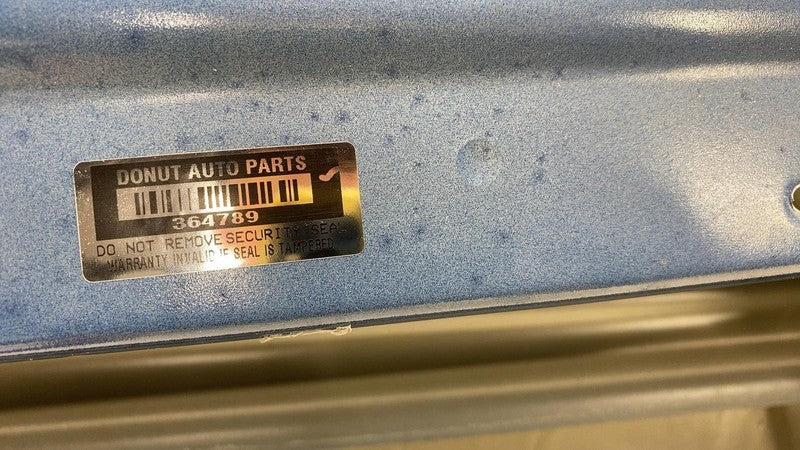 DONUT AUTO PARTS
364789
DO NOT REMOVE SECURITY SEAL
WARRANTY INVALID IF SEAL IS TAMPERED